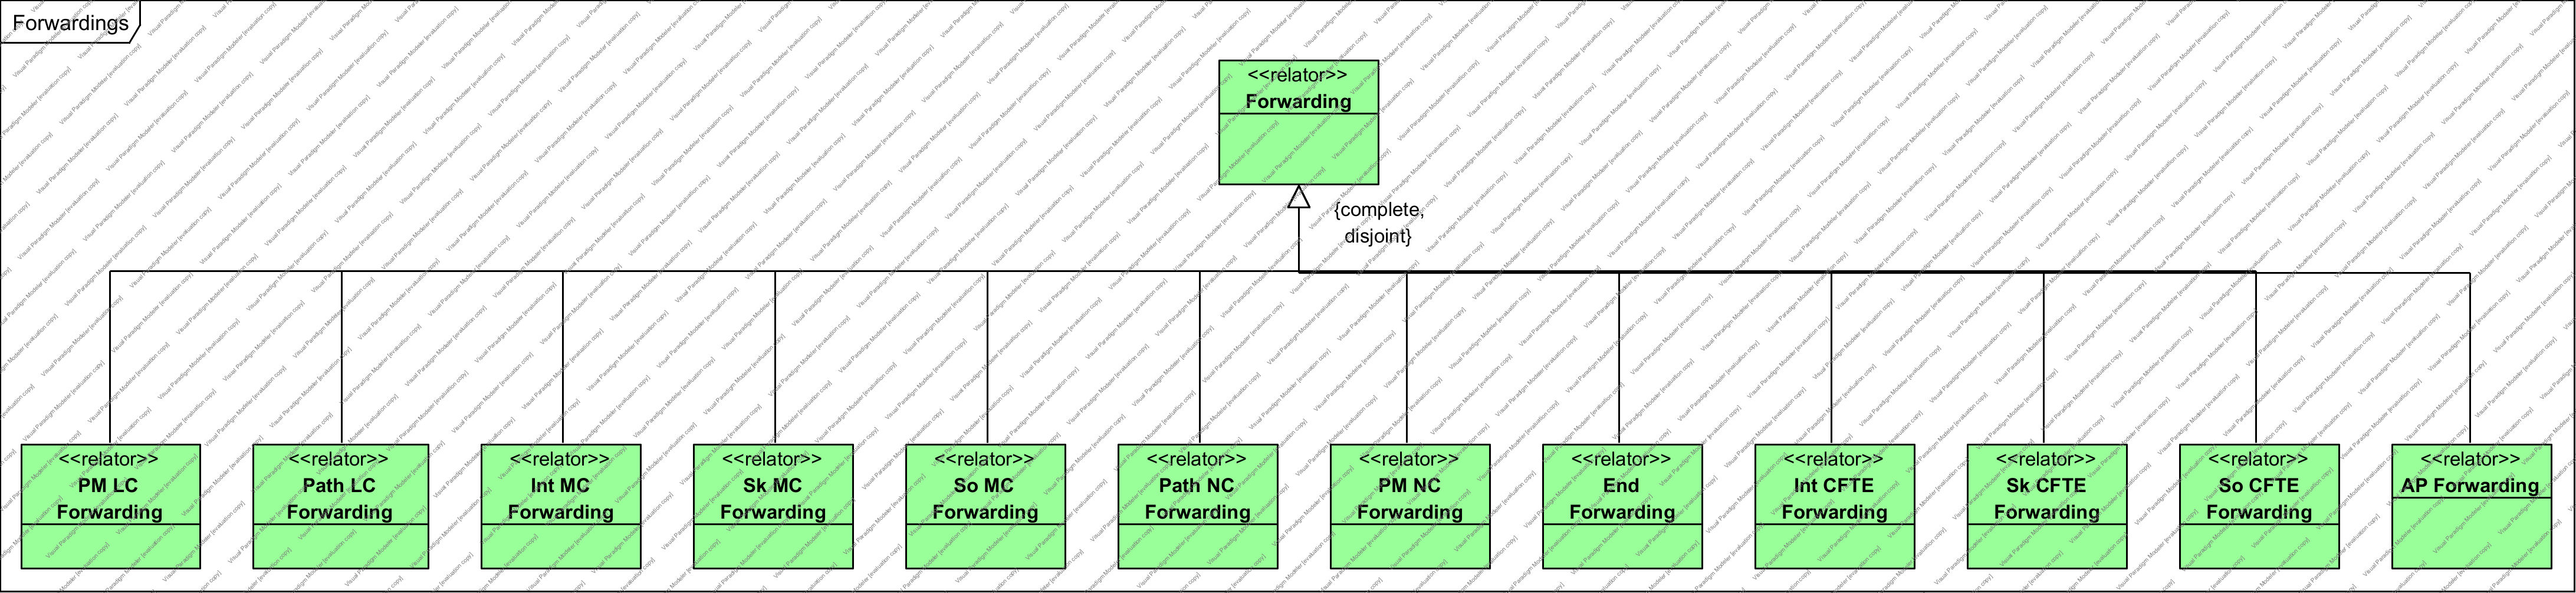 Forwardings
<<relator>>
Forwarding
{complete,
disjoint}
<<relator>>
PM LC
Forwarding
<<relator>>
Path LC
Forwarding
<<relator>>
Int MC
Forwarding
<<relator>>
Sk MC
Forwarding
<<relator>>
So MC
Forwarding
<<relator>>
Path NC
Forwarding
<<relator>>
PM NC
Forwarding
<<relator>>
End
Forwarding
<<relator>>
Int CFTE
Forwarding
<<relator>>
Sk CFTE
Forwarding
<<relator>>
So CFTE
Forwarding
<<relator>>
AP Forwarding
Visual Paradigm Modeler [evaluation copy]